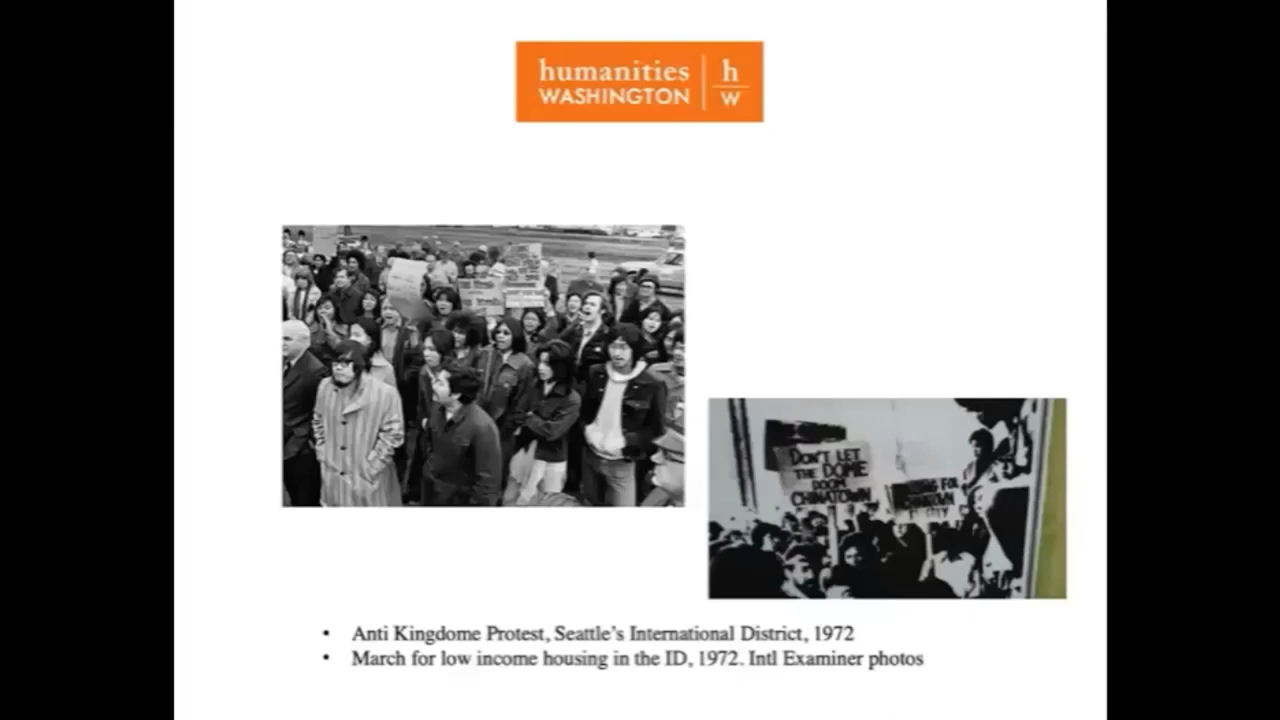 humanities
WASHINGTON
h
w
DON'T LET
THE DOME
DOOM
CHINATOWN
FOR
Anti Kingdome Protest, Seattle's International District, 1972
March for low income housing in the ID, 1972. Intl Examiner photos